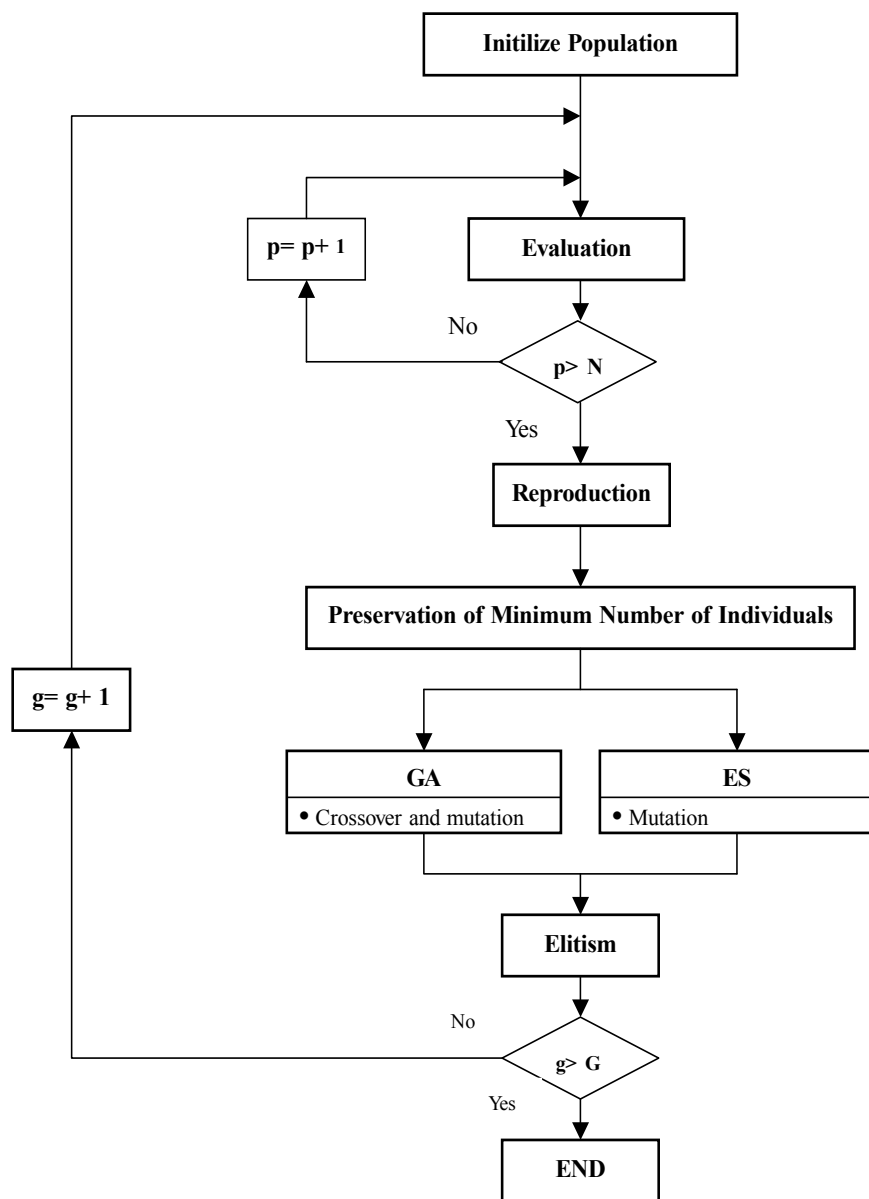 Initilize Population
p= p+ 1
Evaluation
No
p> N
Yes
Reproduction
Preservation of Minimum Number of Individuals
g= g+ 1
GA
• Crossover and mutation
ES
• Mutation
Elitism
No
g> G
Yes
END